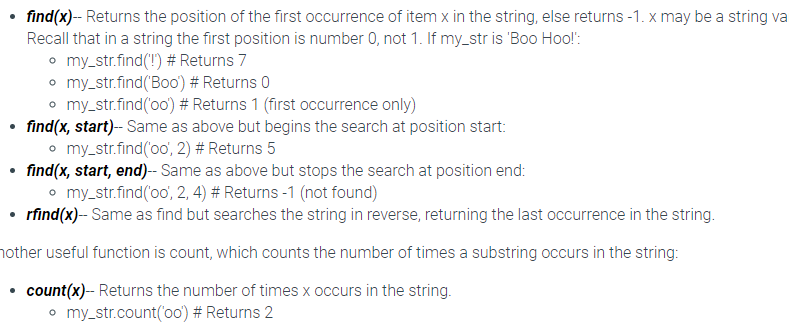 find(x)-- Returns the position of the first occurrence of item x in the string, else returns -1. x may be a string va
Recall that in a string the first position is number 0, not 1. If my_str is 'Boo Hoo!':
my_str.find('!') # Returns 7
my_str.find('Boo') # Returns 0
my_str.find('oo') # Returns 1 (first occurrence only)
find(x, start)-- Same as above but begins the search at position start:
my_str.find('oo', 2) # Returns 5
find(x, start, end)-- Same as above but stops the search at position end:
my_str.find('oo', 2, 4) # Returns -1 (not found)
rfind(x)-- Same as find but searches the string in reverse, returning the last occurrence in the string.
nother useful function is count, which counts the number of times a substring occurs in the string:
count(x)-- Returns the number of times x occurs in the string.
my_str.count('oo') # Returns 2